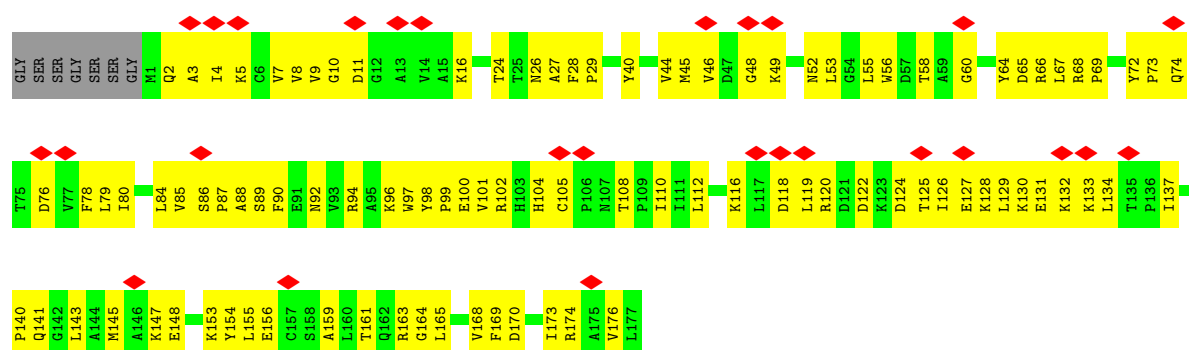 GLY SER SER GLY SER SER GLY M1 Q2 A3 I4 K5 C6 V7 V8 V9 G10 D11 G12 A13 V14 A15 K16 T24 T25 N26 A27 F28 P29 Y40 V44 M45 V46 D47 G48 K49 N52 L53 G54 L55 W56 D57 T58 A59 G60 Y64 D65 R66 L67 R68 P69 Y72 P73 Q74
T75 D76 V77 F78 L79 I80 L84 V85 S86 P87 A88 S89 F90 E91 N92 V93 R94 A95 K96 W97 Y98 P99 E100 V101 R102 H103 H104 C105 P106 N107 T108 P109 I110 I111 L112 K116 L117 D118 L119 R120 D121 D122 K123 D124 T125 I126 E127 K128 L129 K130 E131 K132 K133 L134 T135 P136 I137
P140 Q141 G142 L143 A144 M145 A146 K147 E148 K153 Y154 L155 E156 C157 S158 A159 L160 T161 Q162 R163 G164 L165 V168 F169 D170 I173 R174 A175 V176 L177